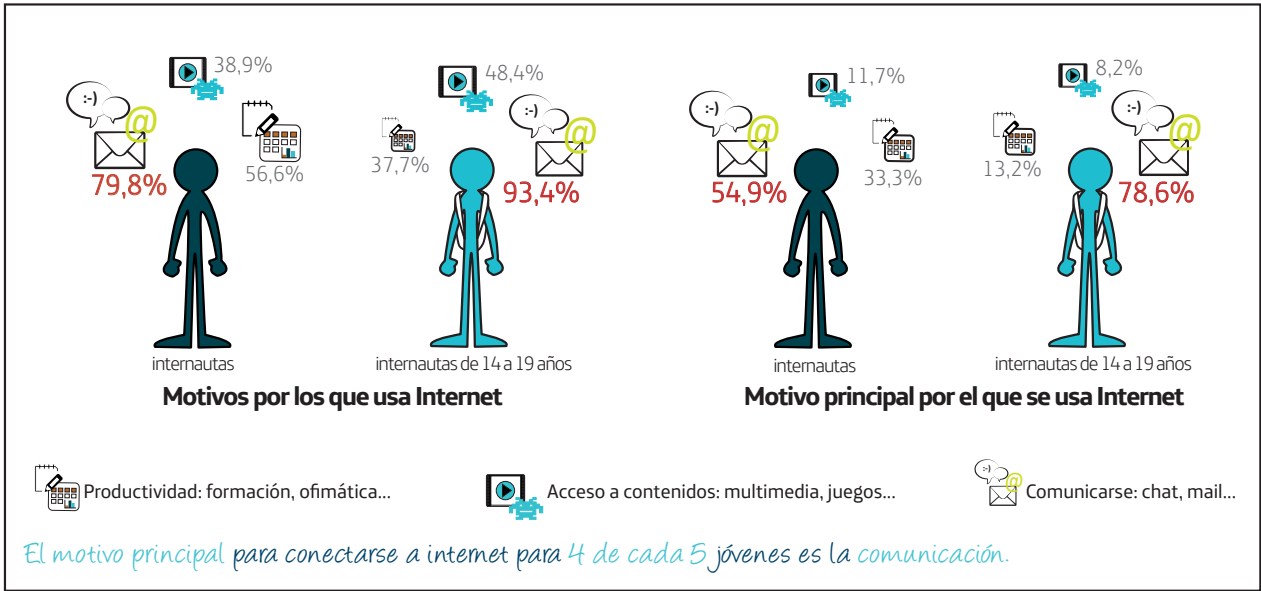 38,9%
48,4%
11,7%
8,2%
:-)
@
:-)
@
:-)
@
:-)
@
79,8%
56,6%
37,7%
93,4%
54,9%
33,3%
13,2%
78,6%
internautas
internautas de 14 a 19 años
internautas
internautas de 14 a 19 años
Motivos por los que usa Internet
Motivo principal por el que se usa Internet
Productividad: formación, ofimática...
Acceso a contenidos: multimedia, juegos...
:-)
@
Comunicarse: chat, mail...
El motivo principal para conectarse a internet para 4 de cada 5 jóvenes es la comunicación.